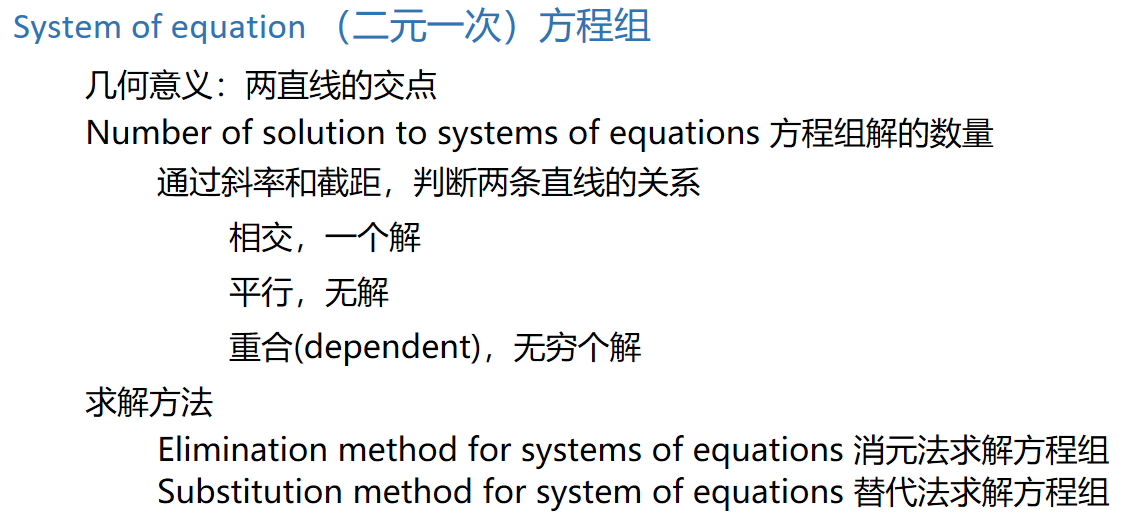 System of equation （二元一次）方程组
几何意义：两直线的交点
Number of solution to systems of equations 方程组解的数量
通过斜率和截距，判断两条直线的关系
相交，一个解
平行，无解
重合(dependent)，无穷个解
求解方法
Elimination method for systems of equations 消元法求解方程组
Substitution method for system of equations 替代法求解方程组